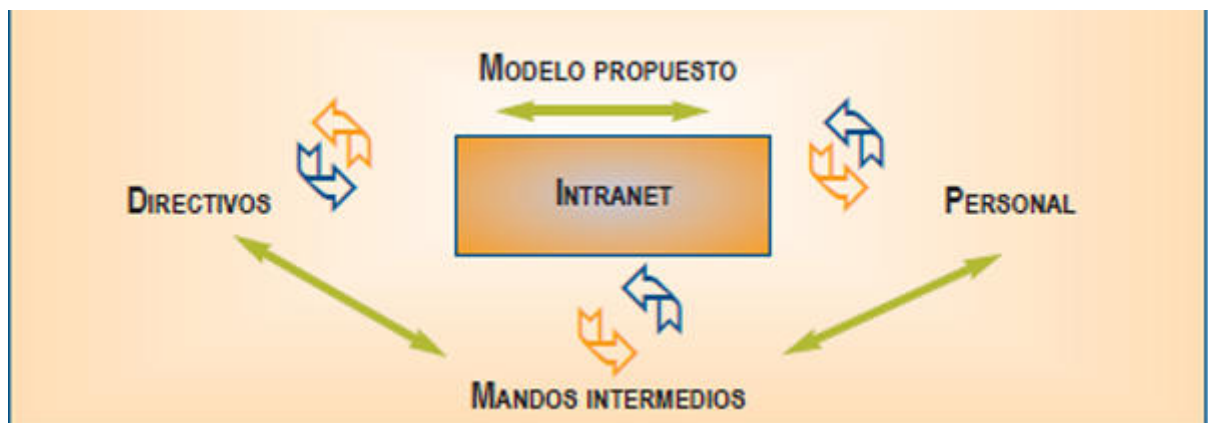 MODELO PROPUESTO
INTRANET
DIRECTIVOS
PERSONAL
MANDOS INTERMEDIOS